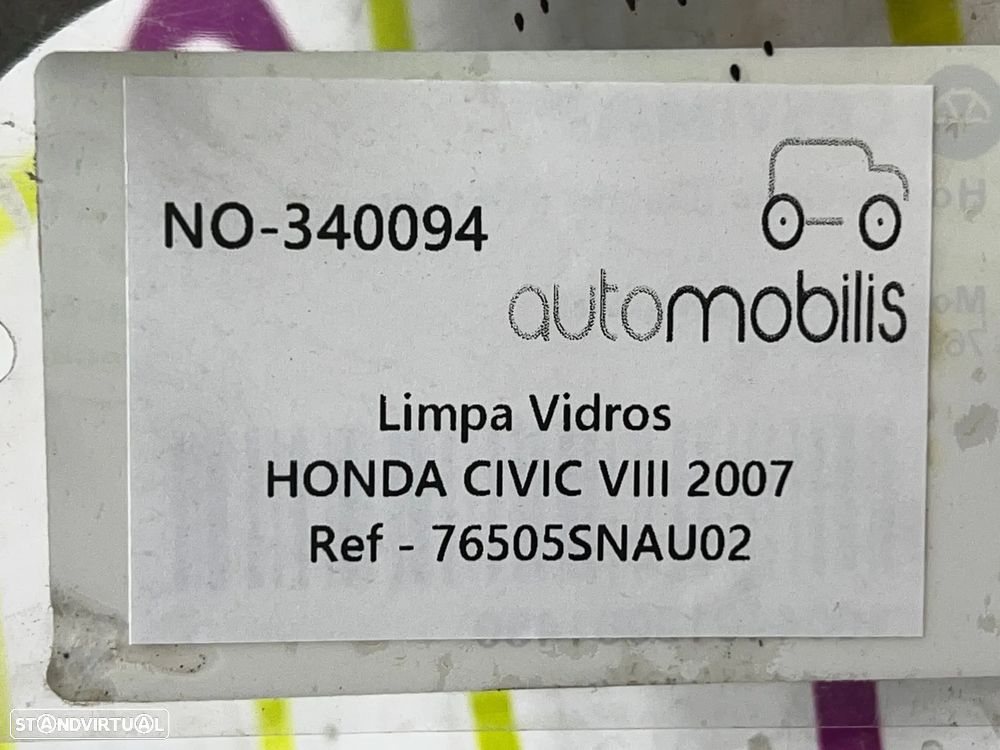 NO-340094
automobilis
Limpa Vidros
HONDA CIVIC VIII 2007
Ref - 76505SNAU02
STANDVIRTUAL